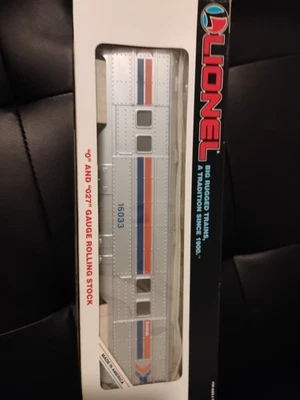 LIONEL
BIG RUGGED TRAINS,
A TRADITION SINCE 1900."
16033
"O" AND "O27" GAUGE ROLLING STOCK